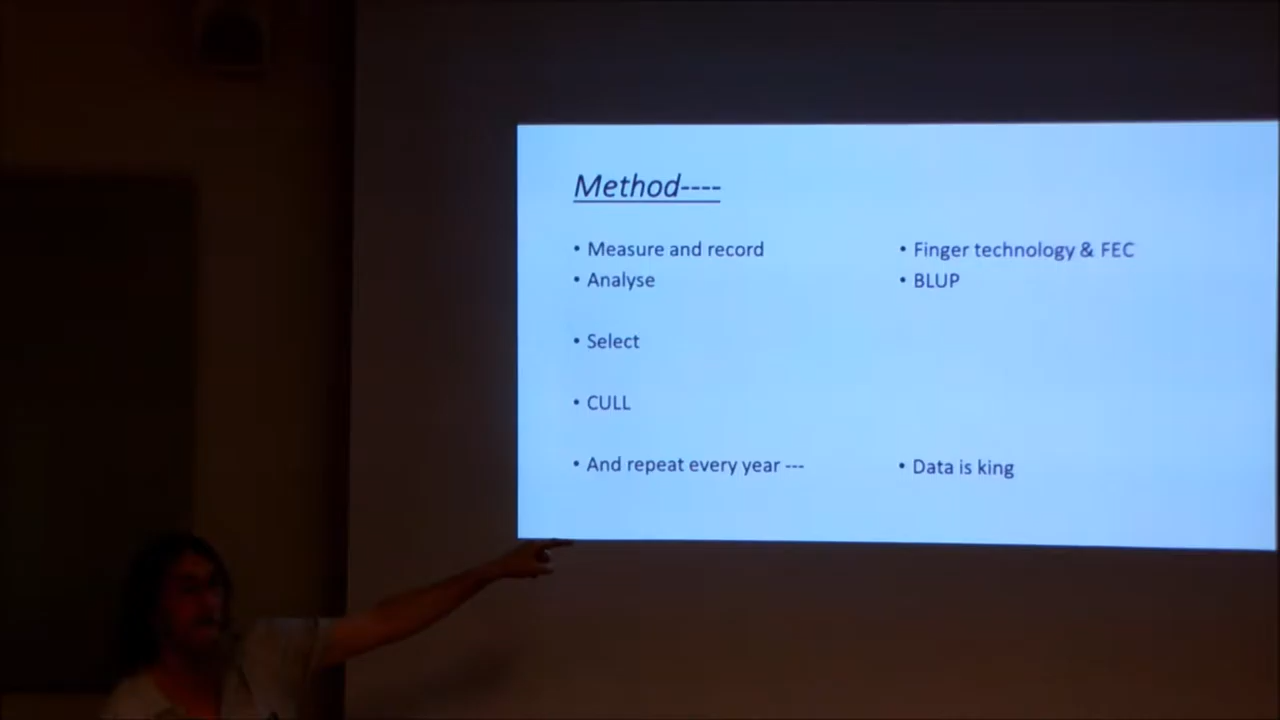 Method----
• Measure and record
• Analyse
• Select
• CULL
• And repeat every year ---
• Finger technology & FEC
• BLUP
• Data is king